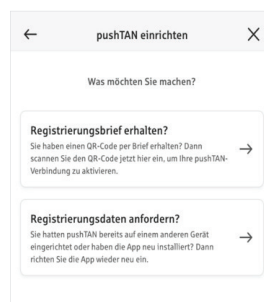 pushTAN einrichten
Was möchten Sie machen?
Registrierungsbrief erhalten?
Sie haben einen QR-Code per Brief erhalten? Dann
scannen Sie den QR-Code jetzt hier ein, um Ihre pushTAN-
Verbindung zu aktivieren.
Registrierungsdaten anfordern?
Sie hatten pushTAN bereits auf einem anderen Gerät
eingerichtet oder haben die App neu installiert? Dann
richten Sie die App wieder neu ein.